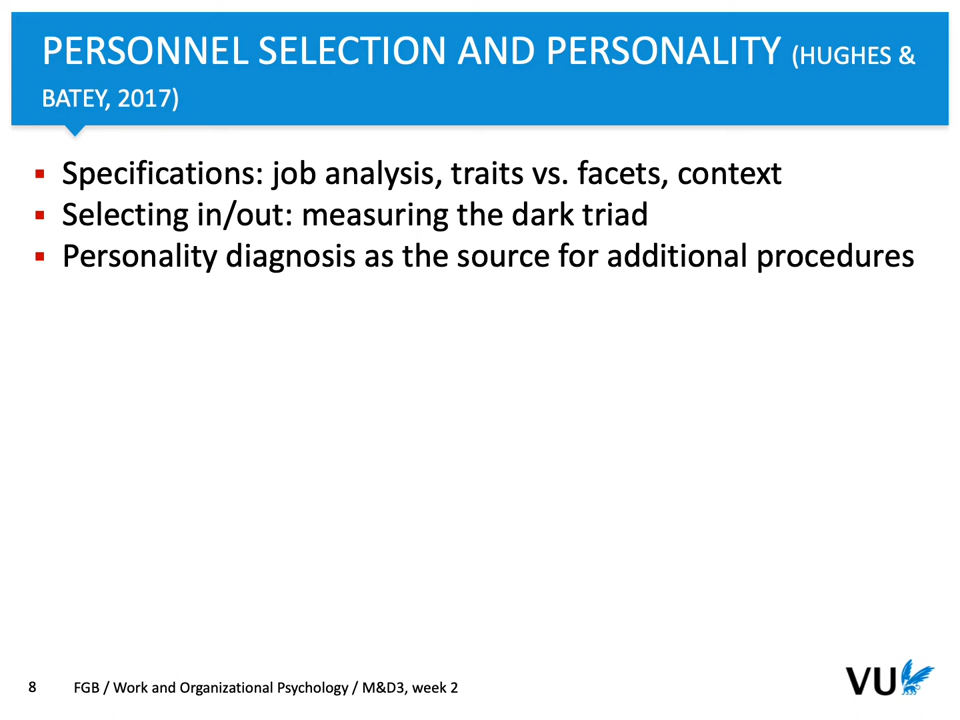 PERSONNEL SELECTION AND PERSONALITY (HUGHES &
BATEY, 2017)
Specifications: job analysis, traits vs. facets, context
Selecting in/out: measuring the dark triad
Personality diagnosis as the source for additional procedures
8 FGB / Work and Organizational Psychology / M&D3, week 2
VU